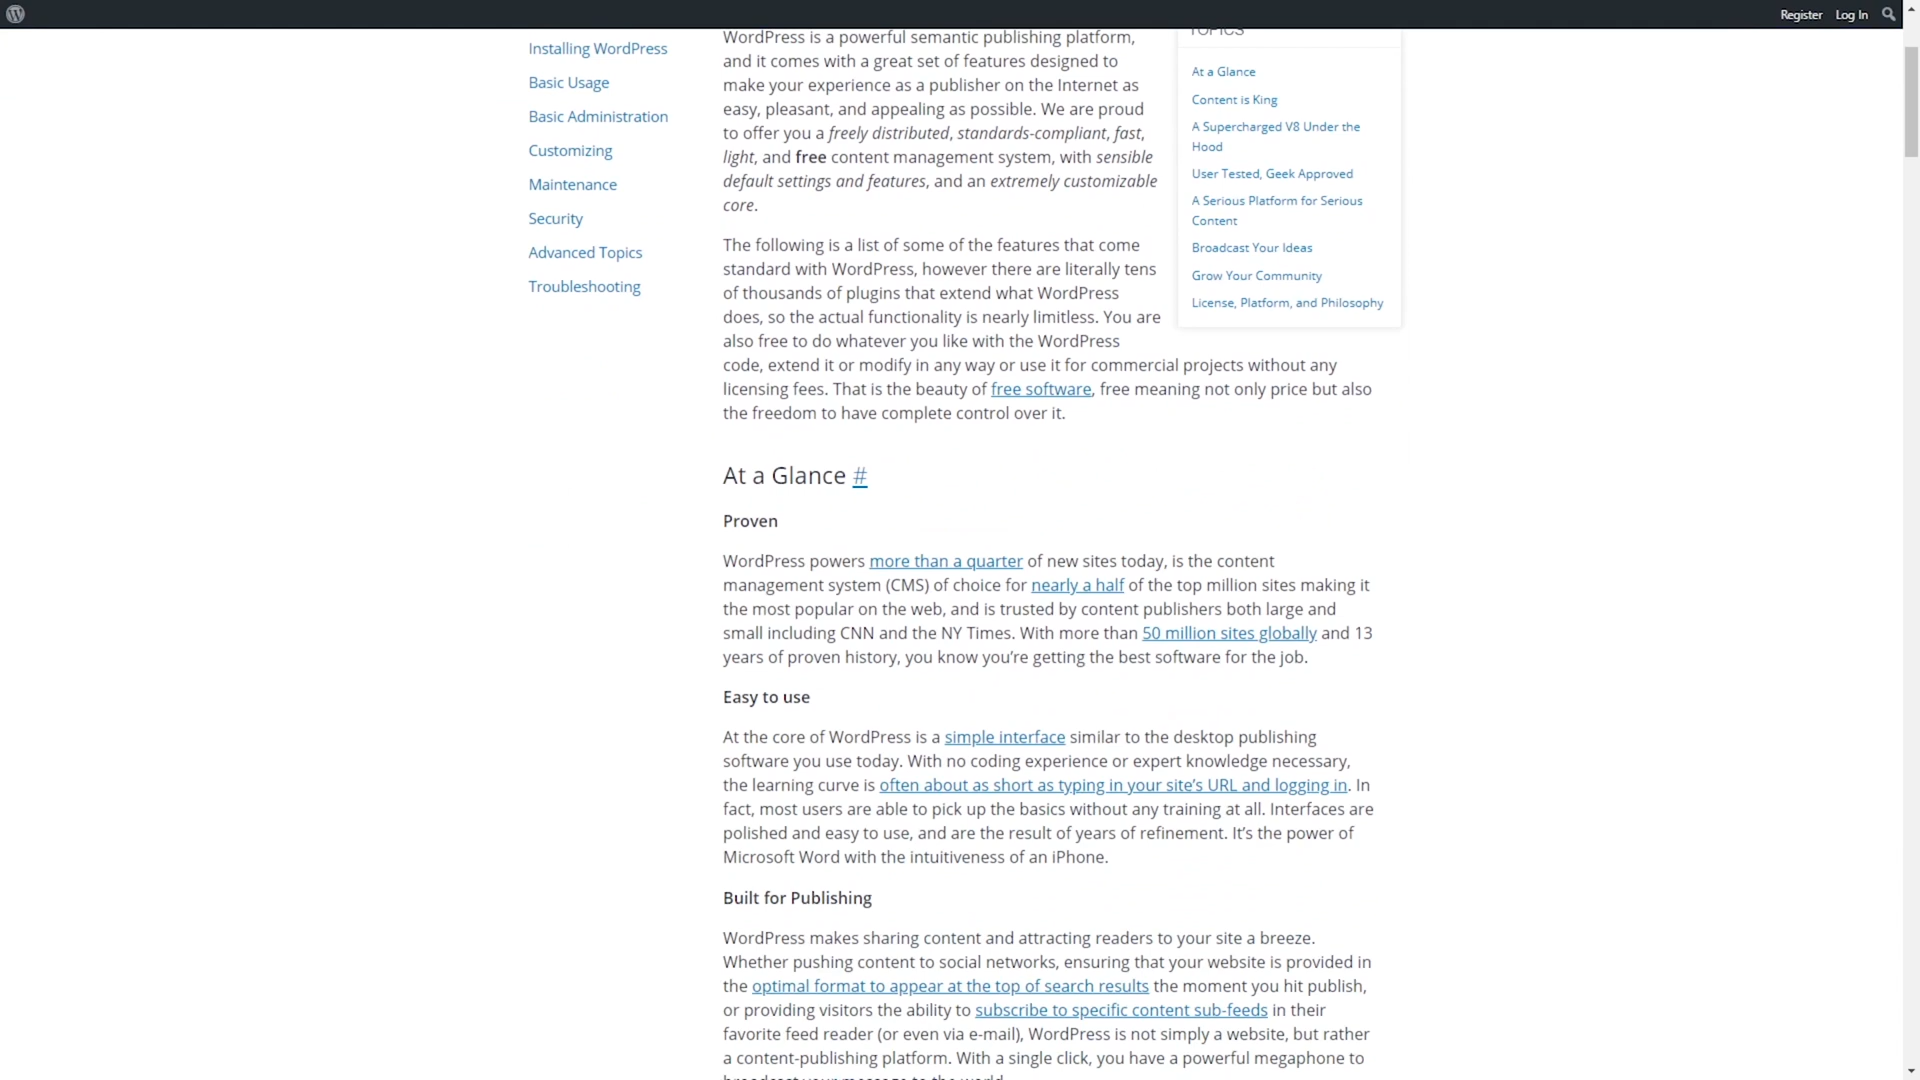 Register Log In
Installing WordPress
Basic Usage
Basic Administration
Customizing
Maintenance
Security
Advanced Topics
Troubleshooting
WordPress is a powerful semantic publishing platform,
and it comes with a great set of features designed to
make your experience as a publisher on the Internet as
easy, pleasant, and appealing as possible. We are proud
to offer you a freely distributed, standards-compliant, fast,
light, and free content management system, with sensible
default settings and features, and an extremely customizable
core.
The following is a list of some of the features that come
standard with WordPress, however there are literally tens
of thousands of plugins that extend what WordPress
does, so the actual functionality is nearly limitless. You are
also free to do whatever you like with the WordPress
code, extend it or modify in any way or use it for commercial projects without any
licensing fees. That is the beauty of free software, free meaning not only price but also
the freedom to have complete control over it.
TOPICS
At a Glance
Content is King
A Supercharged V8 Under the
Hood
User Tested, Geek Approved
A Serious Platform for Serious
Content
Broadcast Your Ideas
Grow Your Community
License, Platform, and Philosophy
At a Glance #
Proven
WordPress powers more than a quarter of new sites today, is the content
management system (CMS) of choice for nearly a half of the top million sites making it
the most popular on the web, and is trusted by content publishers both large and
small including CNN and the NY Times. With more than 50 million sites globally and 13
years of proven history, you know you’re getting the best software for the job.
Easy to use
At the core of WordPress is a simple interface similar to the desktop publishing
software you use today. With no coding experience or expert knowledge necessary,
the learning curve is often about as short as typing in your site’s URL and logging in. In
fact, most users are able to pick up the basics without any training at all. Interfaces are
polished and easy to use, and are the result of years of refinement. It’s the power of
Microsoft Word with the intuitiveness of an iPhone.
Built for Publishing
WordPress makes sharing content and attracting readers to your site a breeze.
Whether pushing content to social networks, ensuring that your website is provided in
the optimal format to appear at the top of search results the moment you hit publish,
or providing visitors the ability to subscribe to specific content sub-feeds in their
favorite feed reader (or even via e-mail), WordPress is not simply a website, but rather
a content-publishing platform. With a single click, you have a powerful megaphone to
broadcast your message to the world.